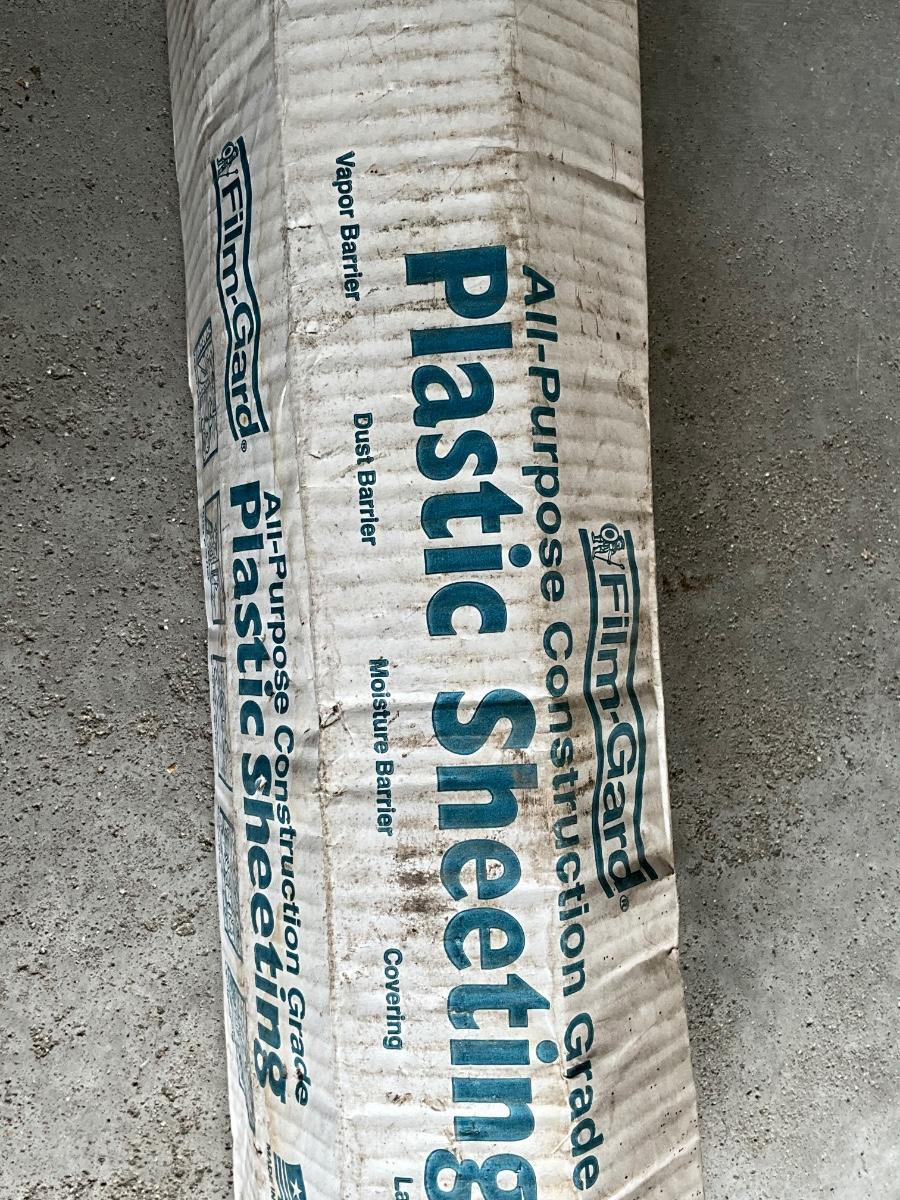 Film-Gard®
All-Purpose Construction Grade
Plastic Sheeting
Vapor Barrier
Dust Barrier
Moisture Barrier
Covering
La
Film-Gard®
All-Purpose Construction Grade
Plastic Sheeting